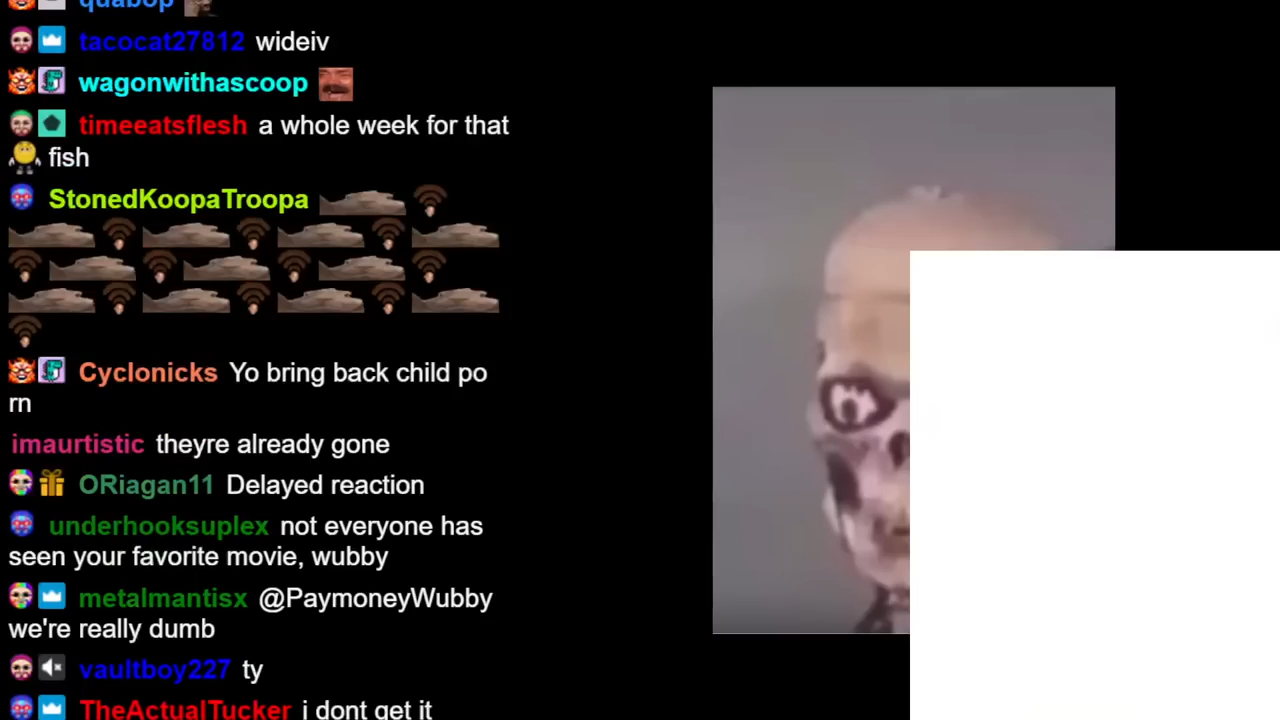 quabop
tacocat27812 wideiv
wagonwithascoop
timeeatsflesh a whole week for that
fish
StonedKoopaTroopa
Cyclonicks Yo bring back child po
rn
imaurtistic theyre already gone
ORiagan11 Delayed reaction
underhooksuplex not everyone has
seen your favorite movie, wubby
metalmantisx @PaymoneyWubby
we're really dumb
vaultboy227 ty
TheActualTucker i dont get it